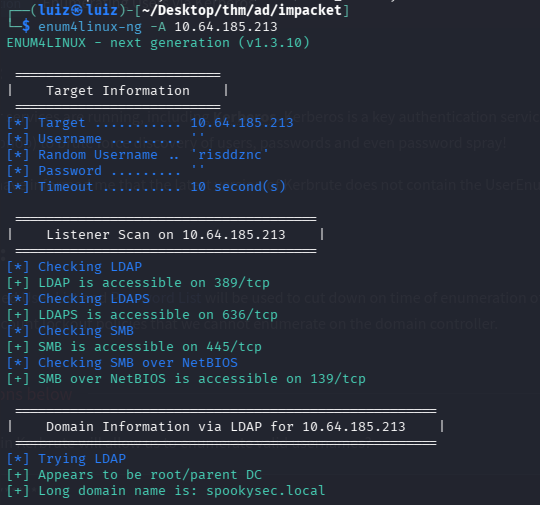 ┌──(luiz㉿luiz)-[~/Desktop/thm/ad/impacket]
└─$ enum4linux-ng -A 10.64.185.213
ENUM4LINUX - next generation (v1.3.10)
| Target Information |
[*] Target ........... 10.64.185.213
[*] Username ......... ''
[*] Random Username .. 'risddznc'
[*] Password ......... ''
[*] Timeout .......... 10 second(s)
| Listener Scan on 10.64.185.213 |
[*] Checking LDAP
[+] LDAP is accessible on 389/tcp
[*] Checking LDAPS
[+] LDAPS is accessible on 636/tcp
[*] Checking SMB
[+] SMB is accessible on 445/tcp
[*] Checking SMB over NetBIOS
[+] SMB over NetBIOS is accessible on 139/tcp
| Domain Information via LDAP for 10.64.185.213 |
[*] Trying LDAP
[+] Appears to be root/parent DC
[+] Long domain name is: spookysec.local